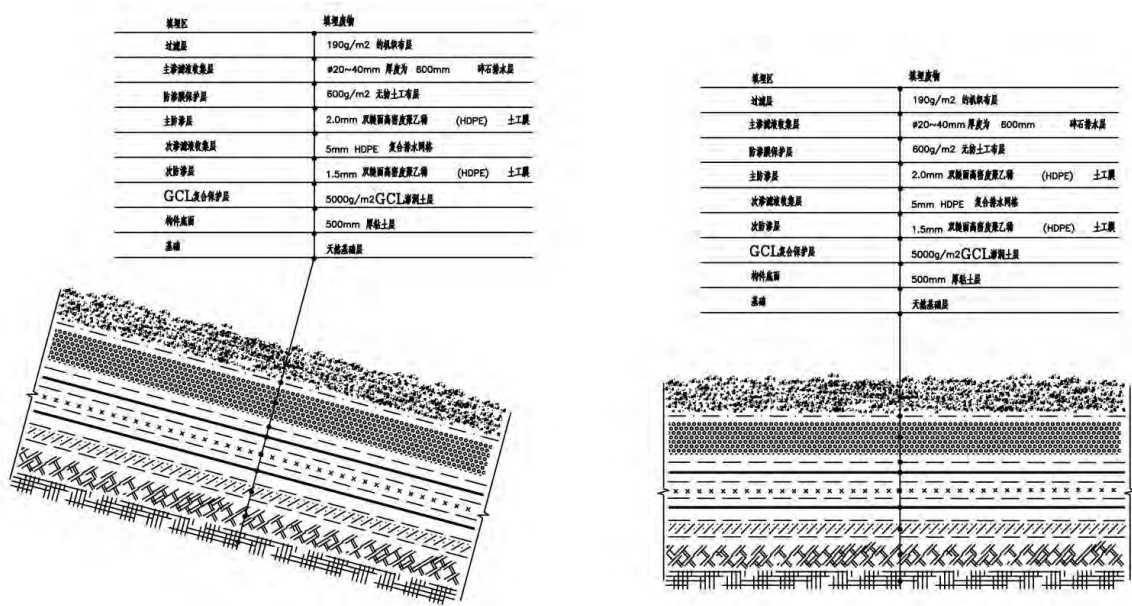 填埋区 填埋废物
过滤层 190g/m2 的机织布层
主渗滤液收集层 ø20~40mm 厚度为 600mm 碎石排水层
防渗膜保护层 600g/m2 无纺土工布层
主防渗层 2.0mm 双糙面高密度聚乙烯 (HDPE) 土工膜
次渗滤液收集层 5mm HDPE 复合排水网格
次防渗层 1.5mm 双糙面高密度聚乙烯 (HDPE) 土工膜
GCL复合保护层 5000g/m2GCL膨润土层
构件底面 500mm 厚粘土层
基础 天然基础层
填埋区 填埋废物
过滤层 190g/m2 的机织布层
主渗滤液收集层 ø20~40mm 厚度为 600mm 碎石排水层
防渗膜保护层 600g/m2 无纺土工布层
主防渗层 2.0mm 双糙面高密度聚乙烯 (HDPE) 土工膜
次渗滤液收集层 5mm HDPE 复合排水网格
次防渗层 1.5mm 双糙面高密度聚乙烯 (HDPE) 土工膜
GCL复合保护层 5000g/m2GCL膨润土层
构件底面 500mm 厚粘土层
基础 天然基础层